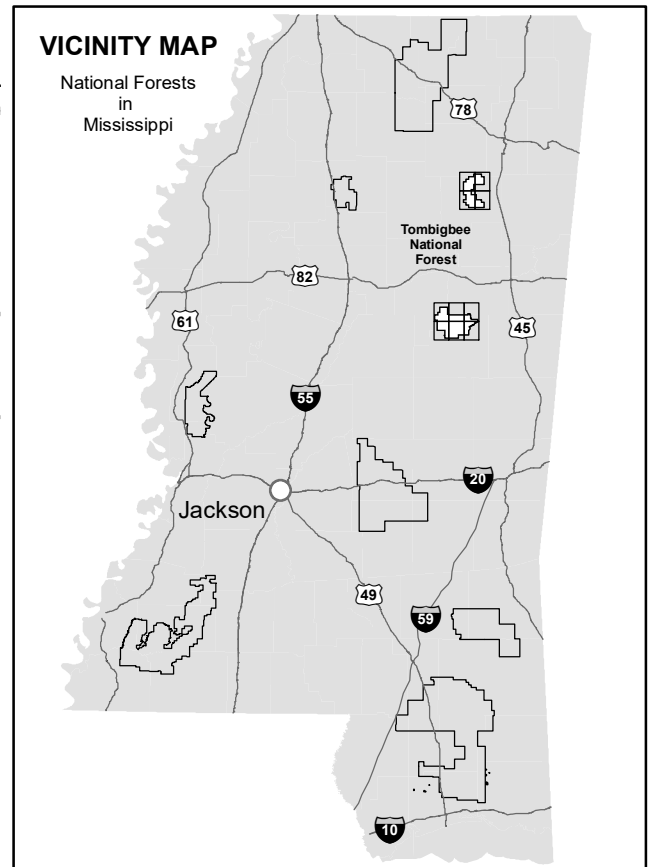 VICINITY MAP
National Forests
in
Mississippi
78
Tombigbee
National
Forest
82
61
45
55
20
Jackson
49
59
10